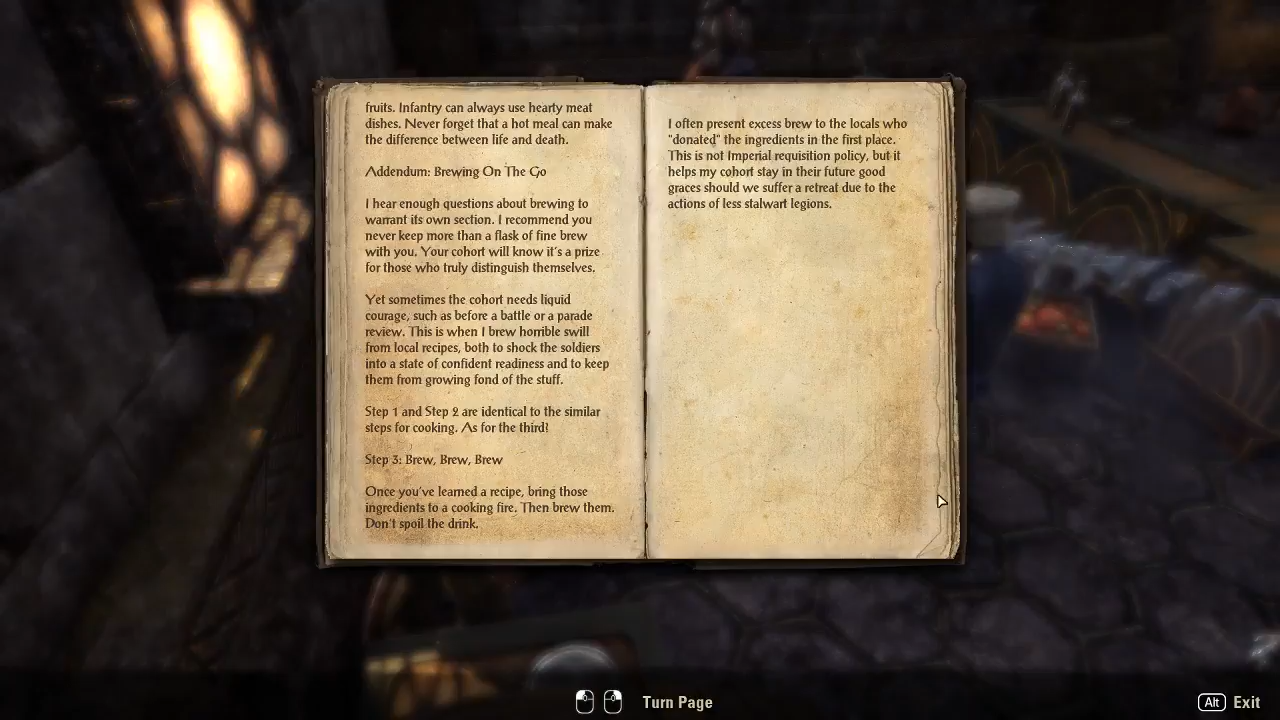 fruits. Infantry can always use hearty meat
dishes. Never forget that a hot meal can make
the difference between life and death.
Addendum: Brewing On The Go
I hear enough questions about brewing to
warrant its own section. I recommend you
never keep more than a flask of fine brew
with you. Your cohort will know it's a prize
for those who truly distinguish themselves.
Yet sometimes the cohort needs liquid
courage, such as before a battle or a parade
review. This is when I brew horrible swill
from local recipes, both to shock the soldiers
into a state of confident readiness and to keep
them from growing fond of the stuff.
Step 1 and Step 2 are identical to the similar
steps for cooking. As for the third?
Step 3: Brew, Brew, Brew
Once you've learned a recipe, bring those
ingredients to a cooking fire. Then brew them.
Don't spoil the drink.
I often present excess brew to the locals who
"donated" the ingredients in the first place.
This is not Imperial requisition policy, but it
helps my cohort stay in their future good
graces should we suffer a retreat due to the
actions of less stalwart legions.
Turn Page
Alt Exit